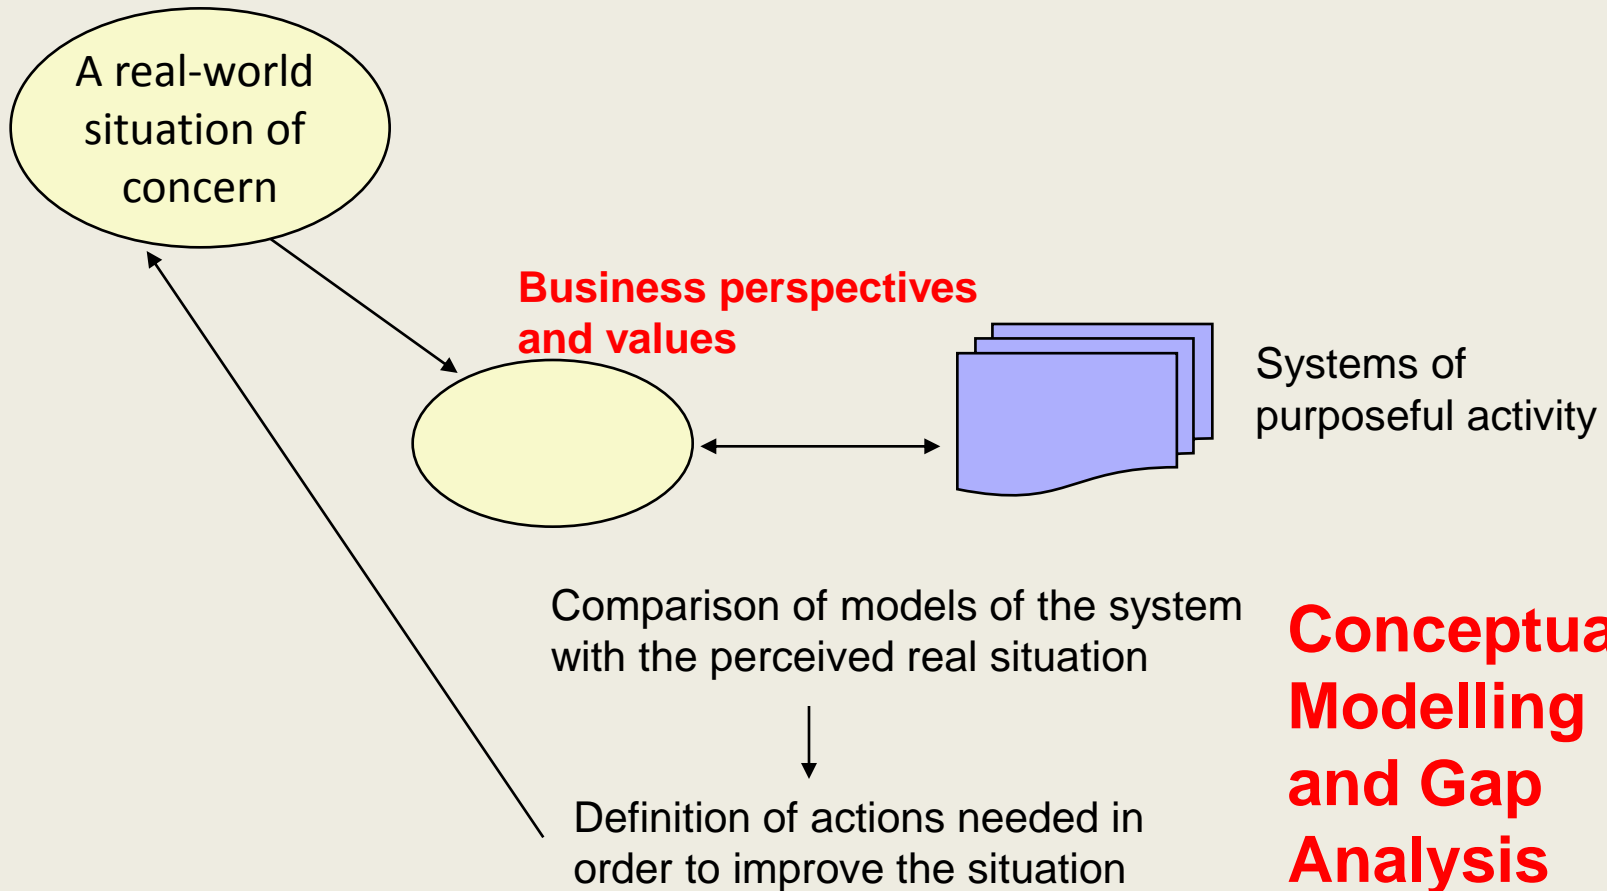 A real-world
situation of
concern
Business perspectives
and values
Systems of
purposeful activity
Comparison of models of the system
with the perceived real situation
Conceptua
Modelling
and Gap
Analysis
Definition of actions needed in
order to improve the situation